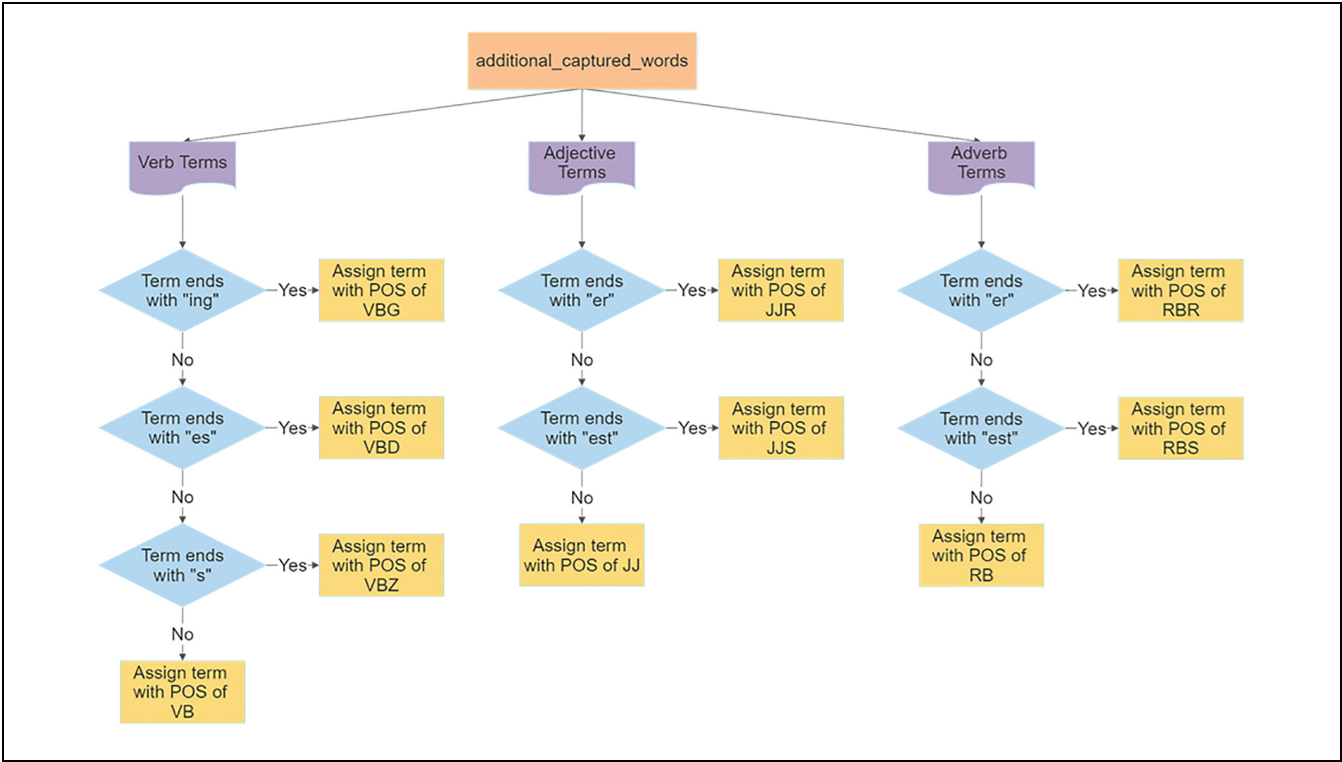 additional_captured_words
Verb Terms
Adjective
Terms
Adverb
Terms
Term ends
with "ing"
Yes
Assign term
with POS of
VBG
Term ends
with "er"
Yes
Assign term
with POS of
JJR
Term ends
with "er"
Yes
Assign term
with POS of
RBR
No
No
No
Term ends
with "es"
Yes
Assign term
with POS of
VBD
Term ends
with "est"
Yes
Assign term
with POS of
JJS
Term ends
with "est"
Yes
Assign term
with POS of
RBS
No
No
No
Term ends
with "s"
Yes
Assign term
with POS of
VBZ
Assign term
with POS of JJ
Assign term
with POS of
RB
No
Assign term
with POS of
VB